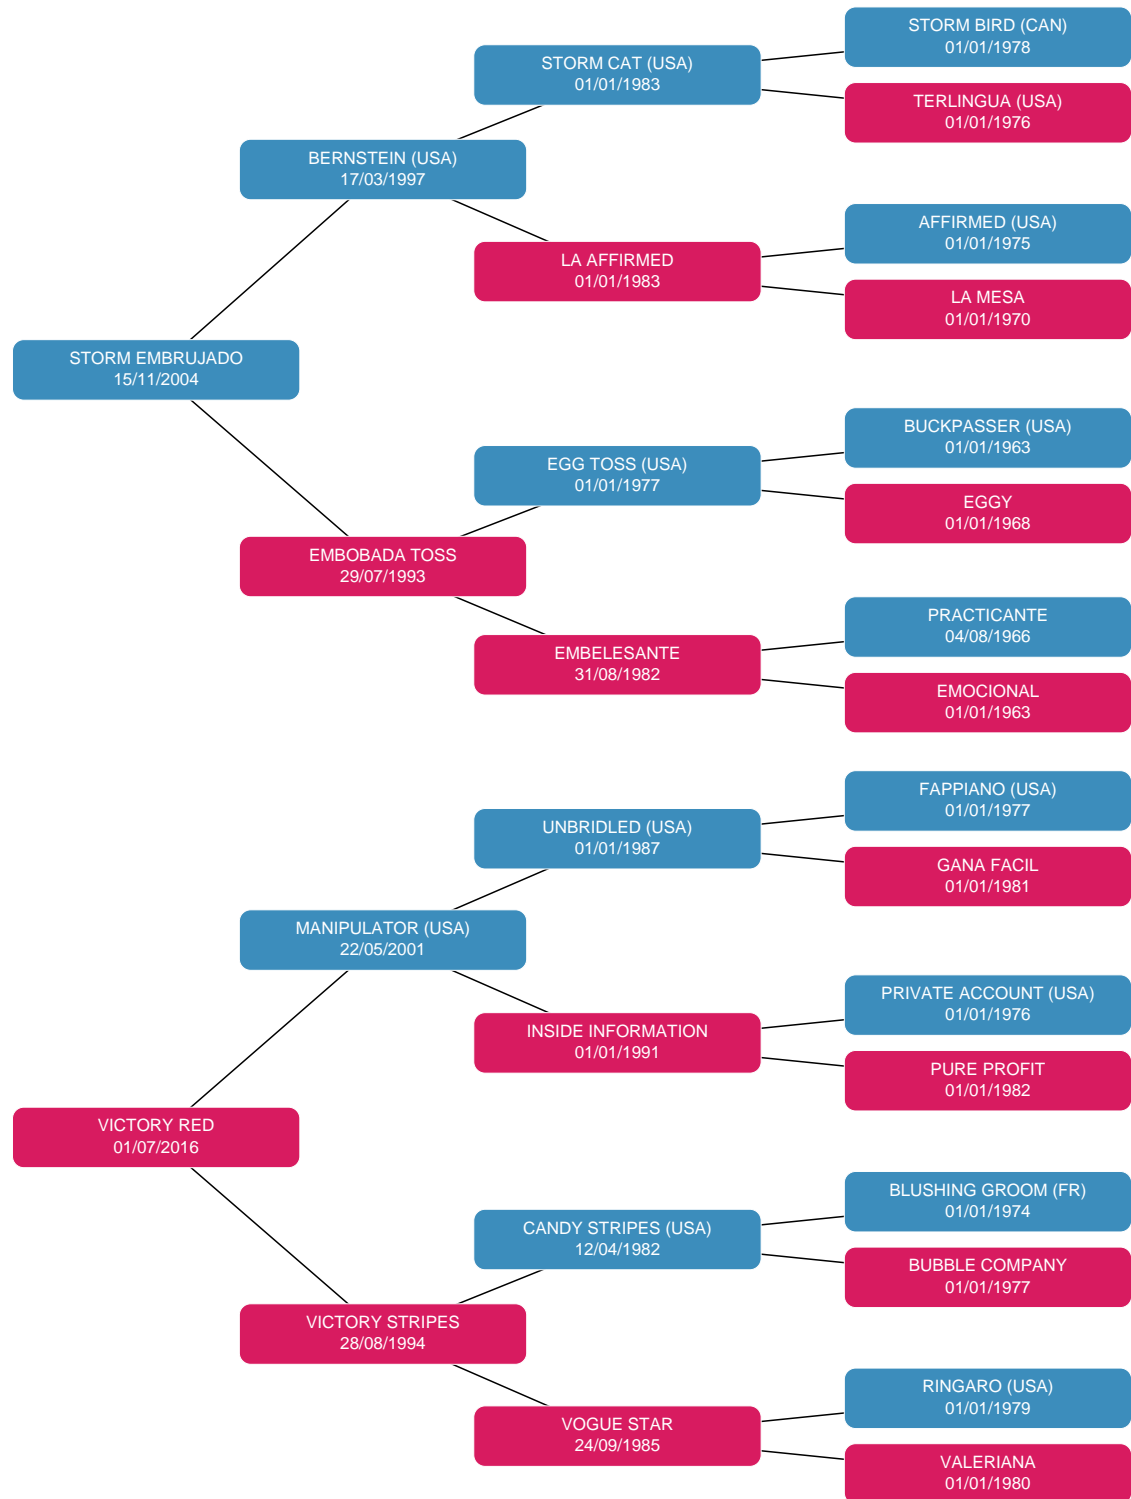 STORM BIRD (CAN)
01/01/1978
STORM CAT (USA)
01/01/1983
TERLINGUA (USA)
01/01/1976
BERNSTEIN (USA)
17/03/1997
AFFIRMED (USA)
01/01/1975
LA AFFIRMED
01/01/1983
LA MESA
01/01/1970
STORM EMBRUJADO
15/11/2004
BUCKPASSER (USA)
01/01/1963
EGG TOSS (USA)
01/01/1977
EGGY
01/01/1968
EMBOBADA TOSS
29/07/1993
PRACTICANTE
04/08/1966
EMBELESANTE
31/08/1982
EMOCIONAL
01/01/1963
FAPPIANO (USA)
01/01/1977
UNBRIDLED (USA)
01/01/1987
GANA FACIL
01/01/1981
MANIPULATOR (USA)
22/05/2001
PRIVATE ACCOUNT (USA)
01/01/1976
INSIDE INFORMATION
01/01/1991
PURE PROFIT
01/01/1982
VICTORY RED
01/07/2016
BLUSHING GROOM (FR)
01/01/1974
CANDY STRIPES (USA)
12/04/1982
BUBBLE COMPANY
01/01/1977
VICTORY STRIPES
28/08/1994
RINGARO (USA)
01/01/1979
VOGUE STAR
24/09/1985
VALERIANA
01/01/1980